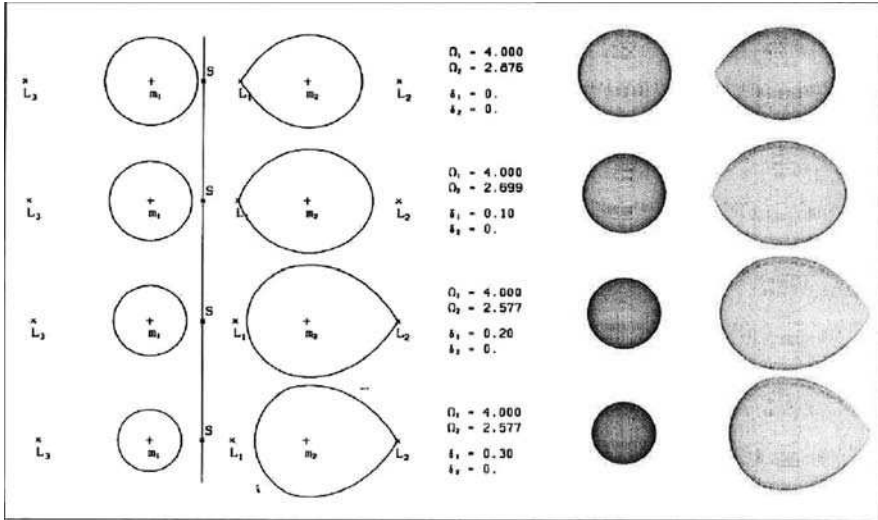 Ω₁ = 4.000
Ω₂ = 2.876
S
L₃ m₁ L₁ m₂ L₂
δ₁ = 0.
δ₂ = 0.
Ω₁ = 4.000
Ω₂ = 2.699
S
L₃ m₁ L₁ m₂ L₂
δ₁ = 0.10
δ₂ = 0.
Ω₁ = 4.000
Ω₂ = 2.577
S
L₃ m₁ L₁ m₂ L₂
δ₁ = 0.20
δ₂ = 0.
Ω₁ = 4.000
Ω₂ = 2.577
S
L₃ m₁ L₁ m₂ L₂
δ₁ = 0.30
δ₂ = 0.